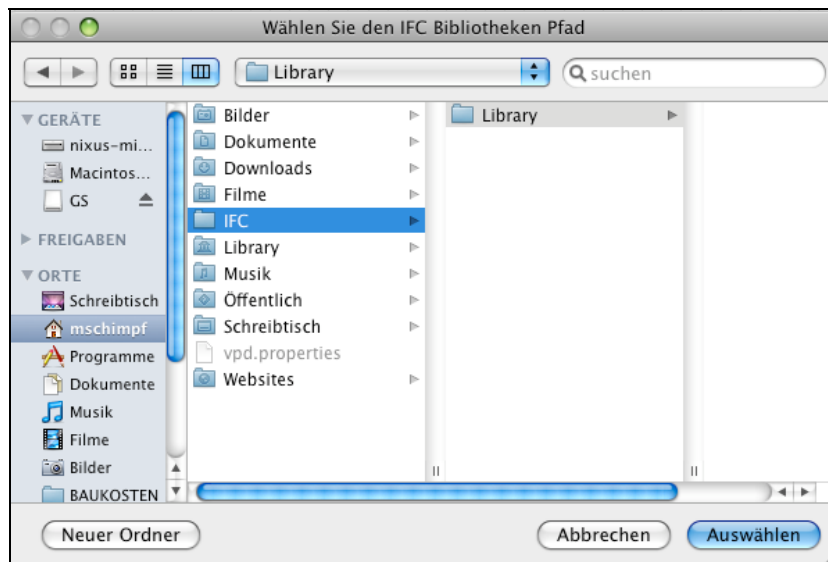 Wählen Sie den IFC Bibliotheken Pfad
Library
suchen
GERÄTE
nixus-mi...
Macintos...
GS
FREIGABEN
ORTE
Schreibtisch
mschimpf
Programme
Dokumente
Musik
Filme
Bilder
BAUKOSTEN
Bilder
Dokumente
Downloads
Filme
IFC
Library
Musik
Öffentlich
Schreibtisch
vpd.properties
Websites
Library
Neuer Ordner
Abbrechen
Auswählen